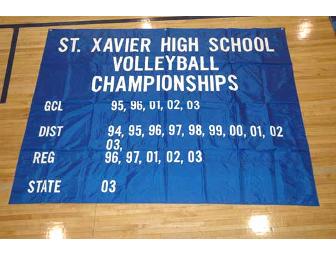 ST. XAVIER HIGH SCHOOL
VOLLEYBALL
CHAMPIONSHIPS
GCL 95, 96, 01, 02, 03
DIST 94, 95, 96, 97, 98, 99, 00, 01, 02
03,
REG 96, 97, 01, 02, 03
STATE 03